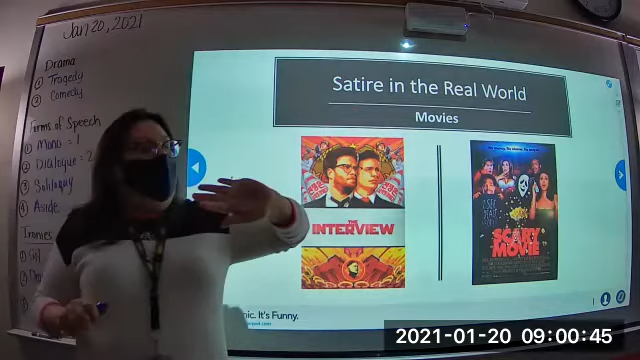 Jan 20, 2021
Drama
① Tragedy
② Comedy
Forms of Speech
① Mono = 1
② Dialogue = 2
③ Soliloquy
④ Aside
Ironies
Satire in the Real World
Movies
THE
INTERVIEW
SCARY
MOVIE
nic. It's Funny.
2021-01-20 09:00:45